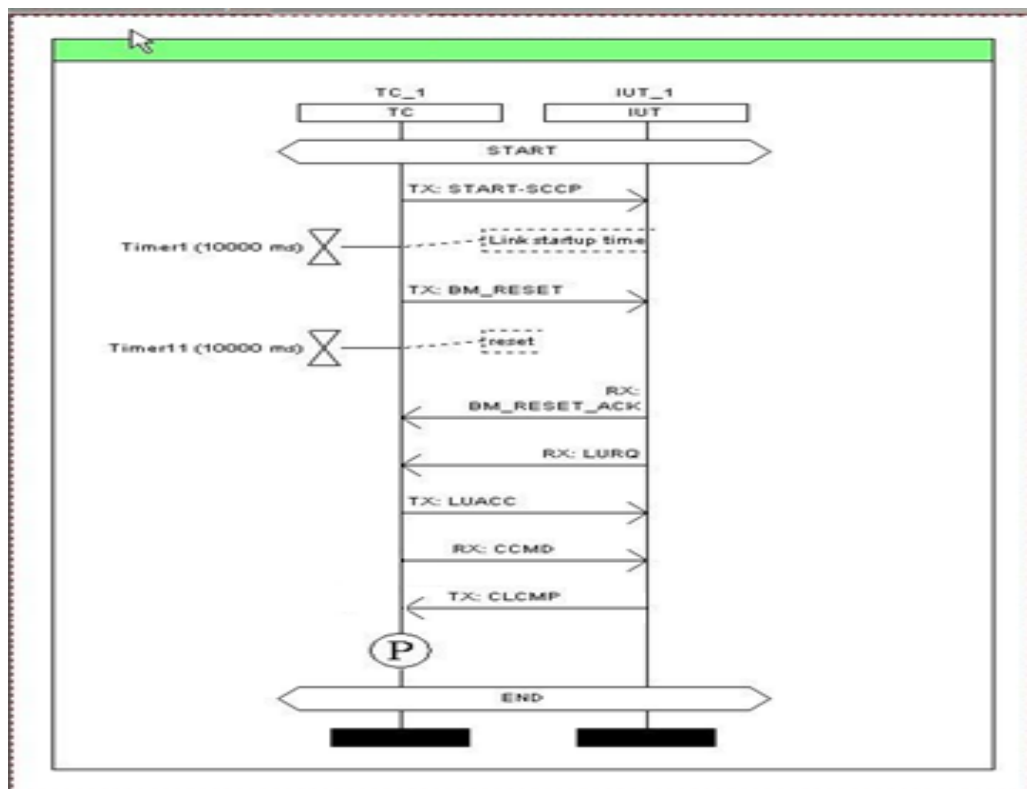 TC_1 IUT_1
TC IUT
START
TX: START-SCCP
Timer1 (10000 ms) Link startup time
TX: BM_RESET
Timer11 (10000 ms) reset
RX:
BM_RESET_ACK
RX: LURQ
TX: LUACC
RX: CCMD
TX: CLCMP
P
END